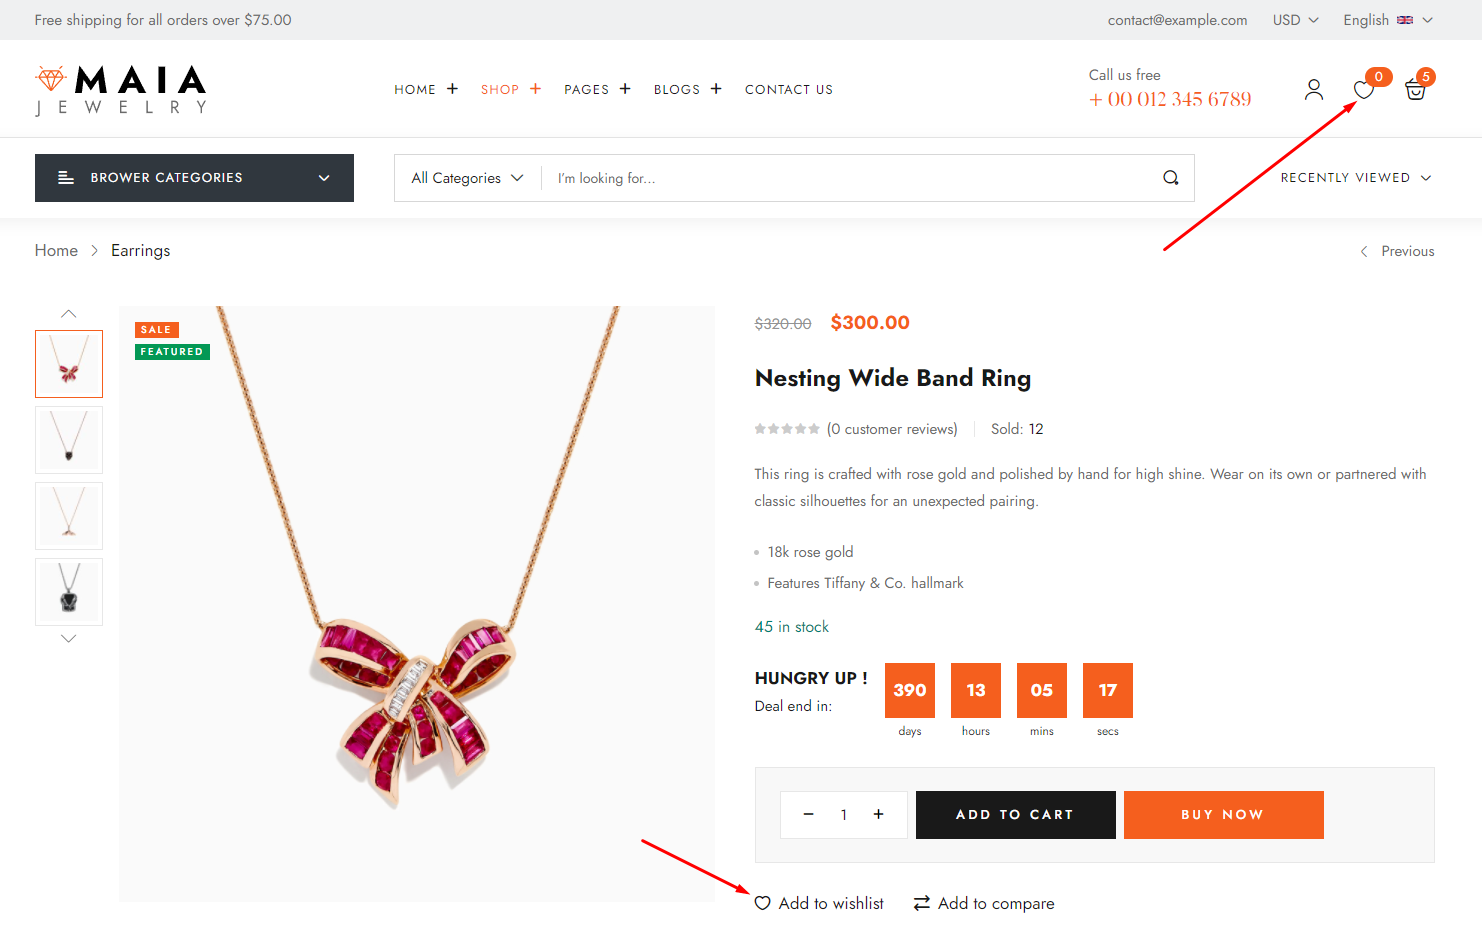 Free shipping for all orders over $75.00
contact@example.com USD English
MAIA
JEWELRY
HOME + SHOP + PAGES + BLOGS + CONTACT US
Call us free
+ 00 012 345 6789
0
5
BROWER CATEGORIES
All Categories I'm looking for...
RECENTLY VIEWED
Home > Earrings
< Previous
SALE
FEATURED
$320.00 $300.00
Nesting Wide Band Ring
(0 customer reviews) Sold: 12
This ring is crafted with rose gold and polished by hand for high shine. Wear on its own or partnered with
classic silhouettes for an unexpected pairing.
18k rose gold
Features Tiffany & Co. hallmark
45 in stock
HUNGRY UP !
Deal end in:
390 13 05 17
days hours mins secs
− 1 + ADD TO CART BUY NOW
Add to wishlist Add to compare